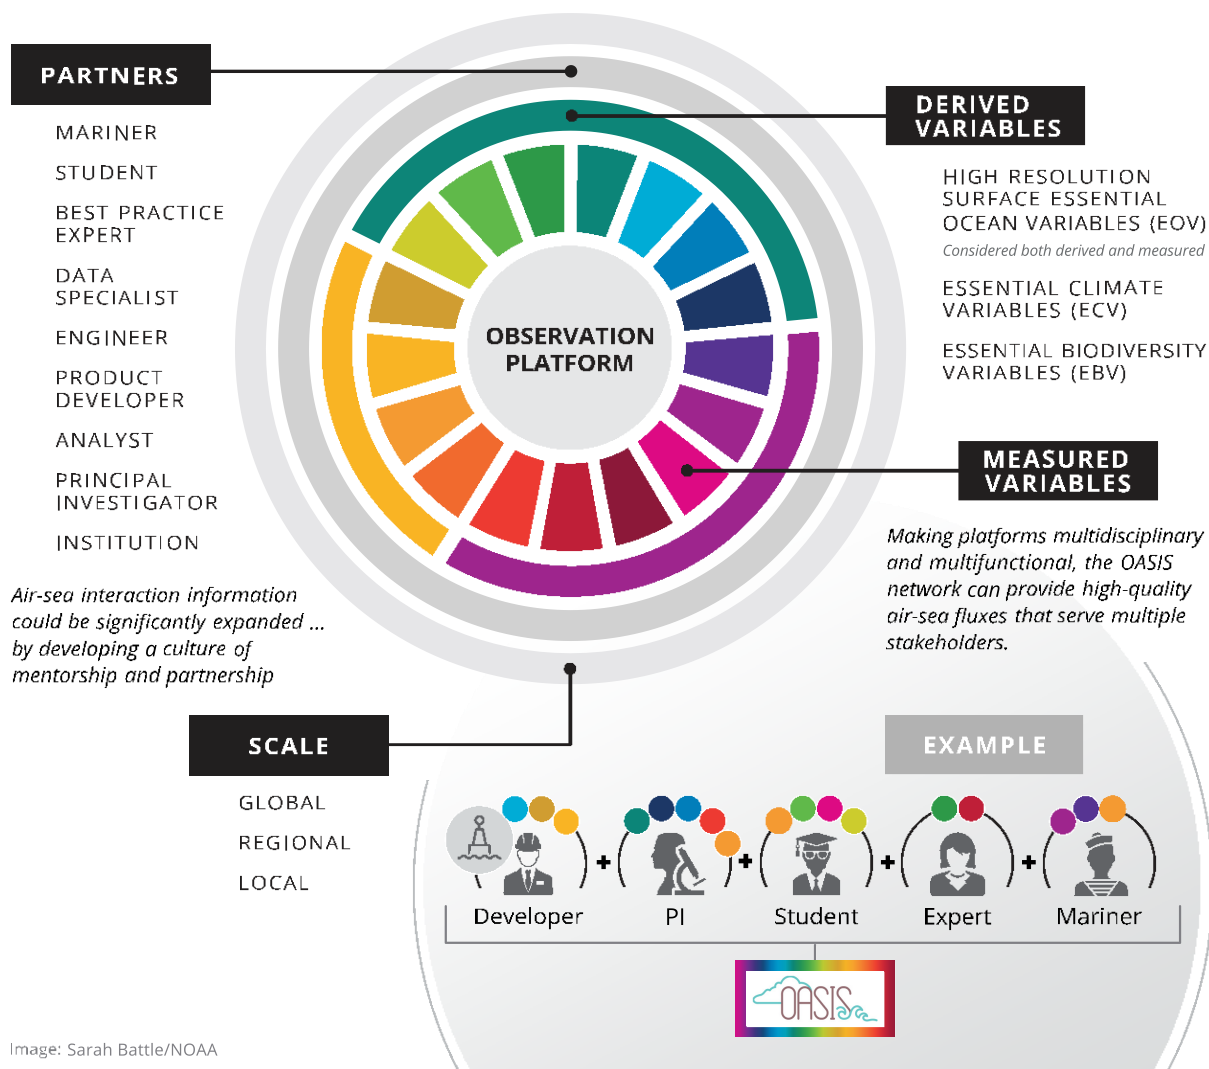 PARTNERS
MARINER
STUDENT
BEST PRACTICE
EXPERT
DATA
SPECIALIST
ENGINEER
PRODUCT
DEVELOPER
ANALYST
PRINCIPAL
INVESTIGATOR
INSTITUTION
Air-sea interaction information
could be significantly expanded ...
by developing a culture of
mentorship and partnership
OBSERVATION
PLATFORM
DERIVED
VARIABLES
HIGH RESOLUTION
SURFACE ESSENTIAL
OCEAN VARIABLES (EOV)
Considered both derived and measured
ESSENTIAL CLIMATE
VARIABLES (ECV)
ESSENTIAL BIODIVERSITY
VARIABLES (EBV)
MEASURED
VARIABLES
Making platforms multidisciplinary
and multifunctional, the OASIS
network can provide high-quality
air-sea fluxes that serve multiple
stakeholders.
SCALE
GLOBAL
REGIONAL
LOCAL
EXAMPLE
+ + + +
Developer PI Student Expert Mariner
OASIS
Image: Sarah Battle/NOAA